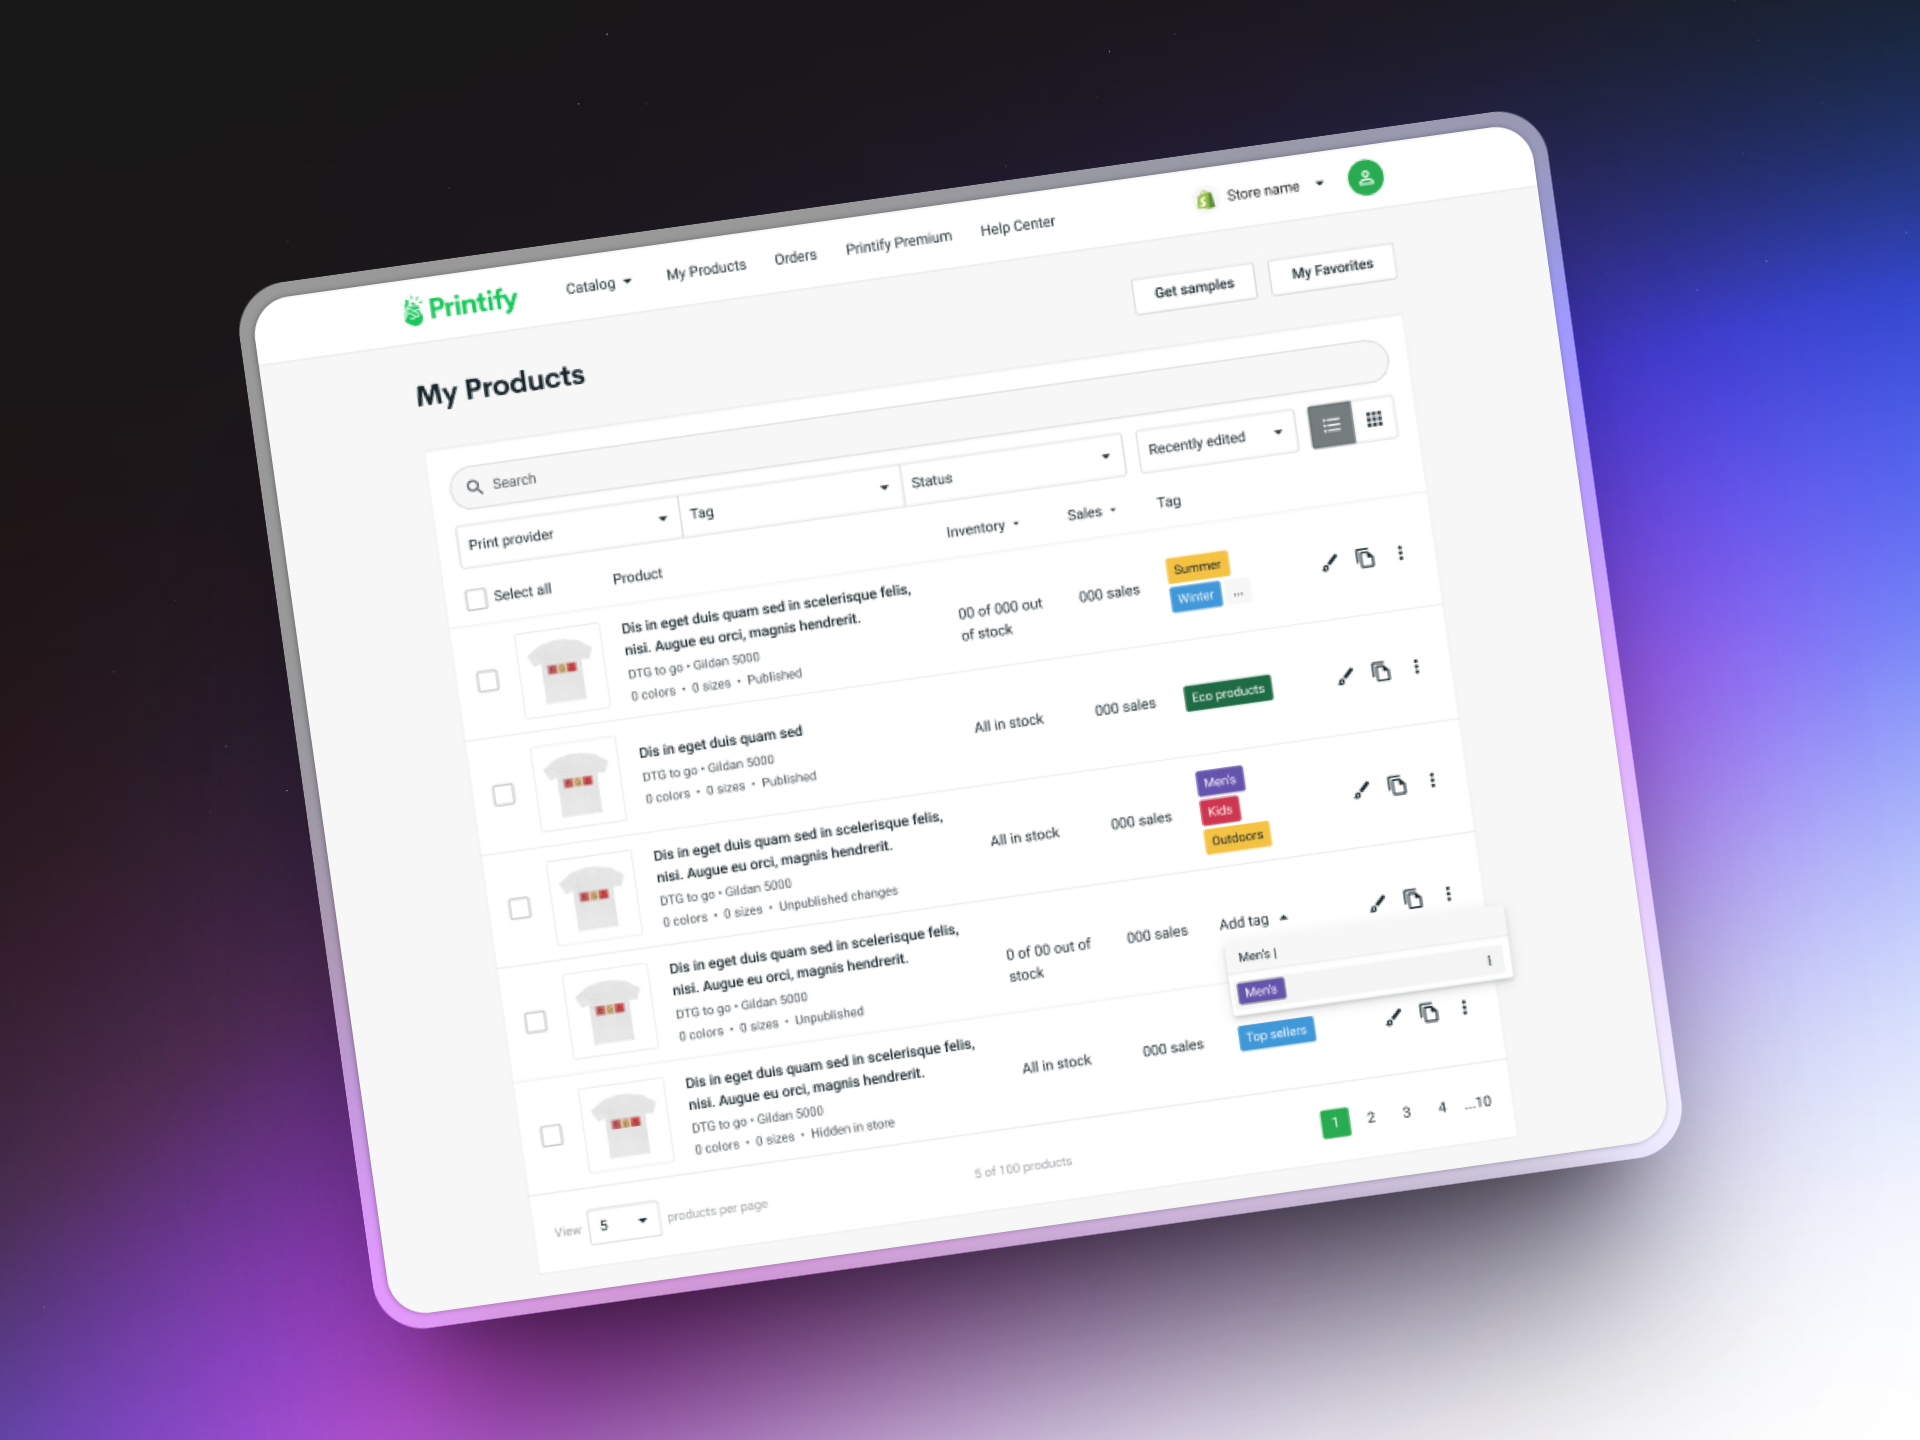 Printify
Catalog
My Products
Orders
Printify Premium
Help Center
Store name
My Products
Get samples
My Favorites
Search
Print provider
Tag
Status
Recently edited
Select all
Product
Inventory
Sales
Tag
Dis in eget duis quam sed in scelerisque felis,
nisi. Augue eu orci, magnis hendrerit.
DTG to go • Gildan 5000
0 colors • 0 sizes • Published
00 of 000 out
of stock
000 sales
Summer
Winter
...
Dis in eget duis quam sed
DTG to go • Gildan 5000
0 colors • 0 sizes • Published
All in stock
000 sales
Eco products
Dis in eget duis quam sed in scelerisque felis,
nisi. Augue eu orci, magnis hendrerit.
DTG to go • Gildan 5000
0 colors • 0 sizes • Unpublished changes
All in stock
000 sales
Men's
Kids
Outdoors
Dis in eget duis quam sed in scelerisque felis,
nisi. Augue eu orci, magnis hendrerit.
DTG to go • Gildan 5000
0 colors • 0 sizes • Unpublished
0 of 00 out of
stock
000 sales
Add tag
Men's |
Men's
Dis in eget duis quam sed in scelerisque felis,
nisi. Augue eu orci, magnis hendrerit.
DTG to go • Gildan 5000
0 colors • 0 sizes • Hidden in store
All in stock
000 sales
Top sellers
View
5
products per page
5 of 100 products
1
2
3
4
...10